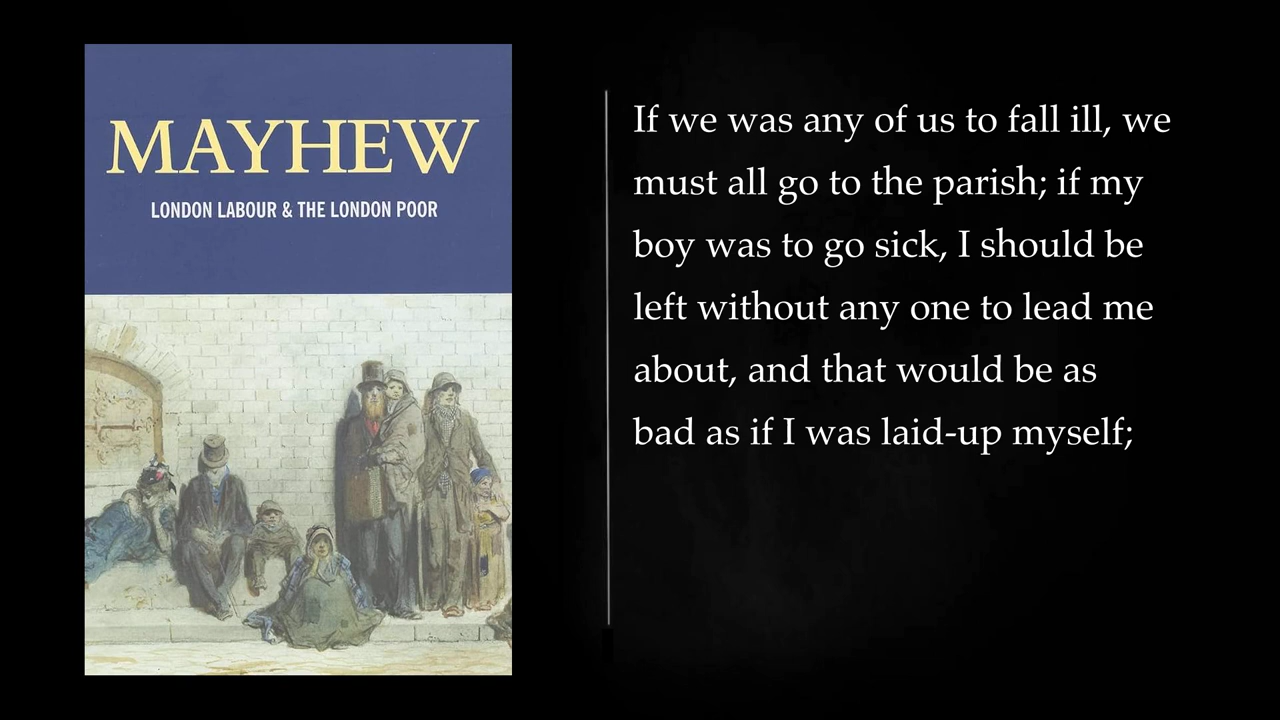 MAYHEW
LONDON LABOUR & THE LONDON POOR
If we was any of us to fall ill, we
must all go to the parish; if my
boy was to go sick, I should be
left without any one to lead me
about, and that would be as
bad as if I was laid-up myself;